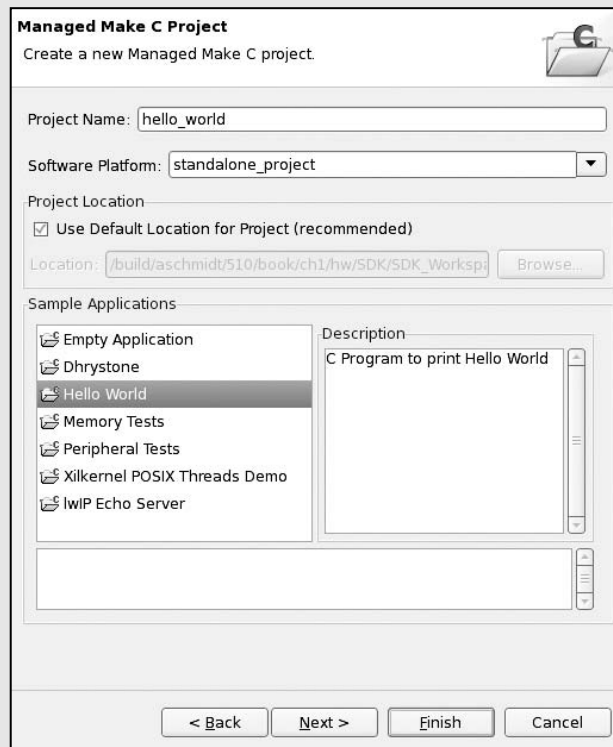 Managed Make C Project
Create a new Managed Make C project.
C
Project Name: hello_world
Software Platform: standalone_project
Project Location
Use Default Location for Project (recommended)
Location: /build/aschmidt/510/book/ch1/hw/SDK/SDK_Workspa Browse...
Sample Applications
Empty Application
Dhrystone
Hello World
Memory Tests
Peripheral Tests
Xilkernel POSIX Threads Demo
lwIP Echo Server
Description
C Program to print Hello World
< Back Next > Finish Cancel